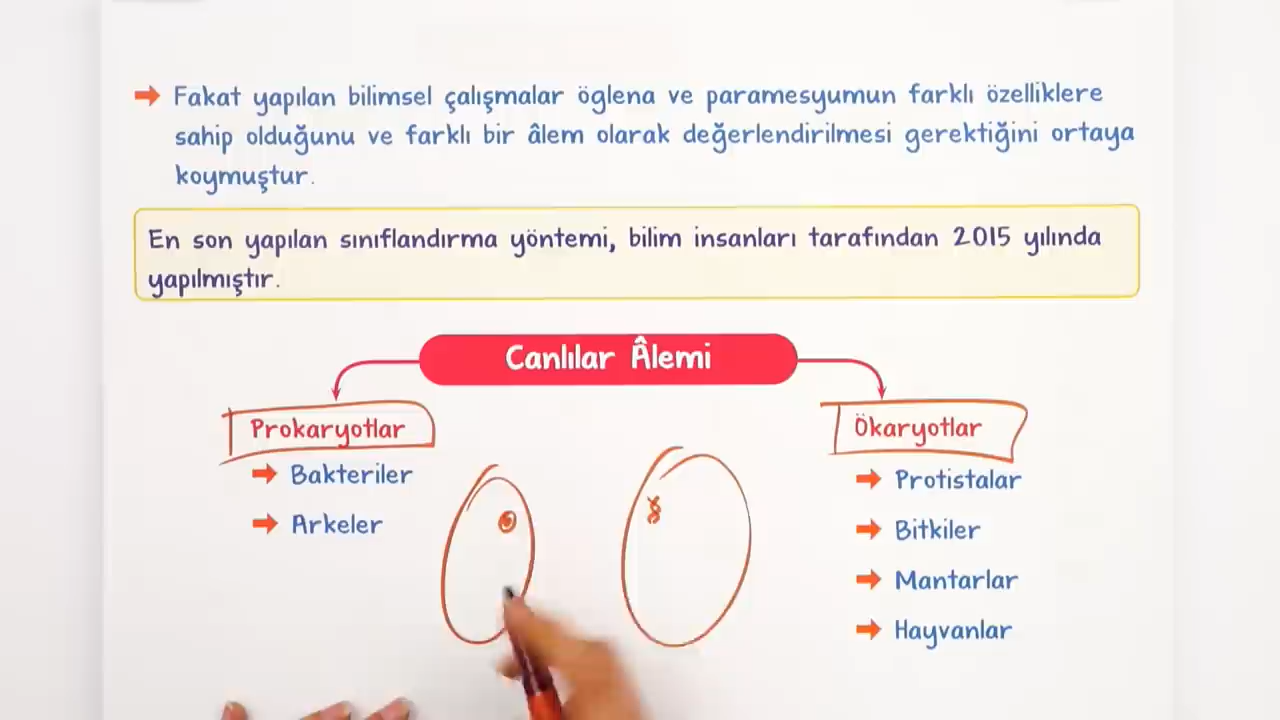 Fakat yapılan bilimsel çalışmalar öglena ve paramesyumun farklı özelliklere
sahip olduğunu ve farklı bir âlem olarak değerlendirilmesi gerektiğini ortaya
koymuştur.
En son yapılan sınıflandırma yöntemi, bilim insanları tarafından 2015 yılında
yapılmıştır.
Canlılar Âlemi
Prokaryotlar
Bakteriler
Arkeler
Ökaryotlar
Protistalar
Bitkiler
Mantarlar
Hayvanlar